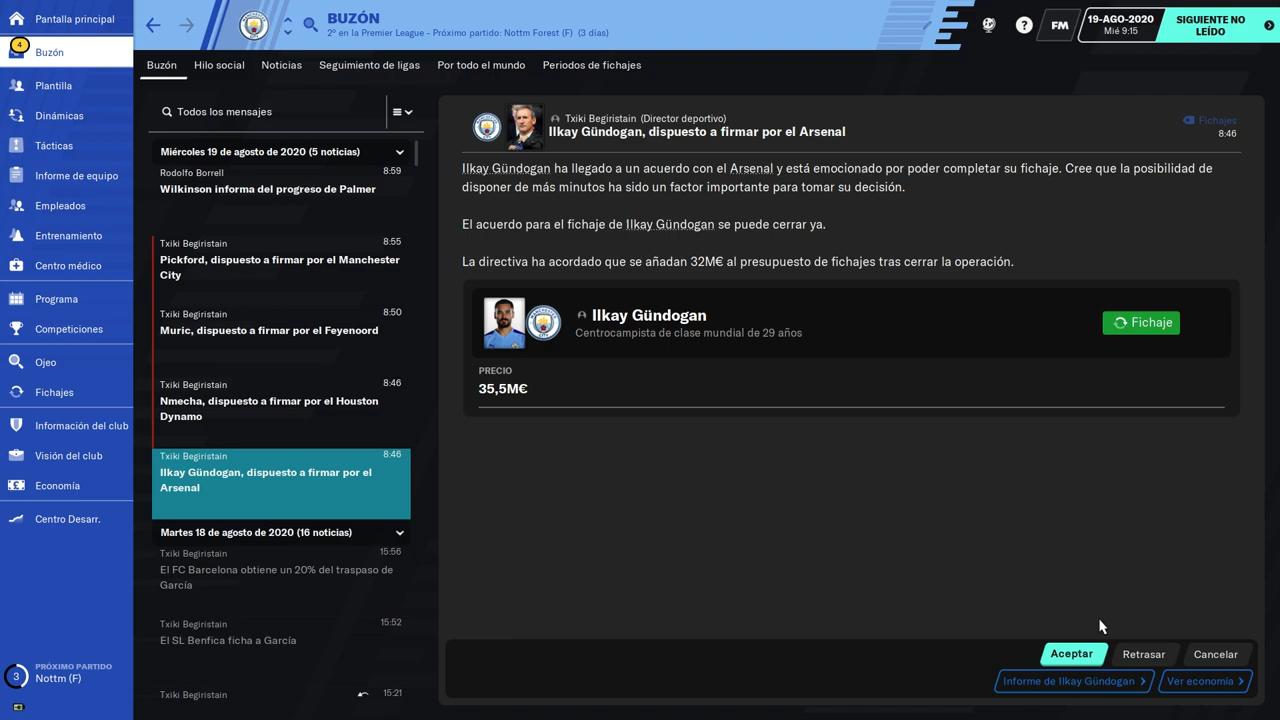 Pantalla principal
4
Buzón
Plantilla
Dinámicas
Tácticas
Informe de equipo
Empleados
Entrenamiento
Centro médico
Programa
Competiciones
Ojeo
Fichajes
Información del club
Visión del club
Economía
Centro Desarr.
PRÓXIMO PARTIDO
3
Nottm (F)
BUZÓN
2º en la Premier League - Próximo partido: Nottm Forest (F) (3 días)
?
FM
19-AGO-2020
Mié 9:15
SIGUIENTE NO
LEÍDO
Buzón
Hilo social
Noticias
Seguimiento de ligas
Por todo el mundo
Periodos de fichajes
Todos los mensajes
Miércoles 19 de agosto de 2020 (5 noticias)
Rodolfo Borrell 8:59
Wilkinson informa del progreso de Palmer
Txiki Begiristain 8:55
Pickford, dispuesto a firmar por el Manchester
City
Txiki Begiristain 8:50
Muric, dispuesto a firmar por el Feyenoord
Txiki Begiristain 8:46
Nmecha, dispuesto a firmar por el Houston
Dynamo
Txiki Begiristain 8:46
Ilkay Gündogan, dispuesto a firmar por el
Arsenal
Martes 18 de agosto de 2020 (16 noticias)
Txiki Begiristain 15:56
El FC Barcelona obtiene un 20% del traspaso de
García
Txiki Begiristain 15:52
El SL Benfica ficha a García
Txiki Begiristain 15:21
Txiki Begiristain (Director deportivo)
Ilkay Gündogan, dispuesto a firmar por el Arsenal
Fichajes
8:46
Ilkay Gündogan ha llegado a un acuerdo con el Arsenal y está emocionado por poder completar su fichaje. Cree que la posibilidad de
disponer de más minutos ha sido un factor importante para tomar su decisión.
El acuerdo para el fichaje de Ilkay Gündogan se puede cerrar ya.
La directiva ha acordado que se añadan 32M€ al presupuesto de fichajes tras cerrar la operación.
Ilkay Gündogan
Centrocampista de clase mundial de 29 años
Fichaje
PRECIO
35,5M€
Aceptar
Retrasar
Cancelar
Informe de Ilkay Gündogan
Ver economía